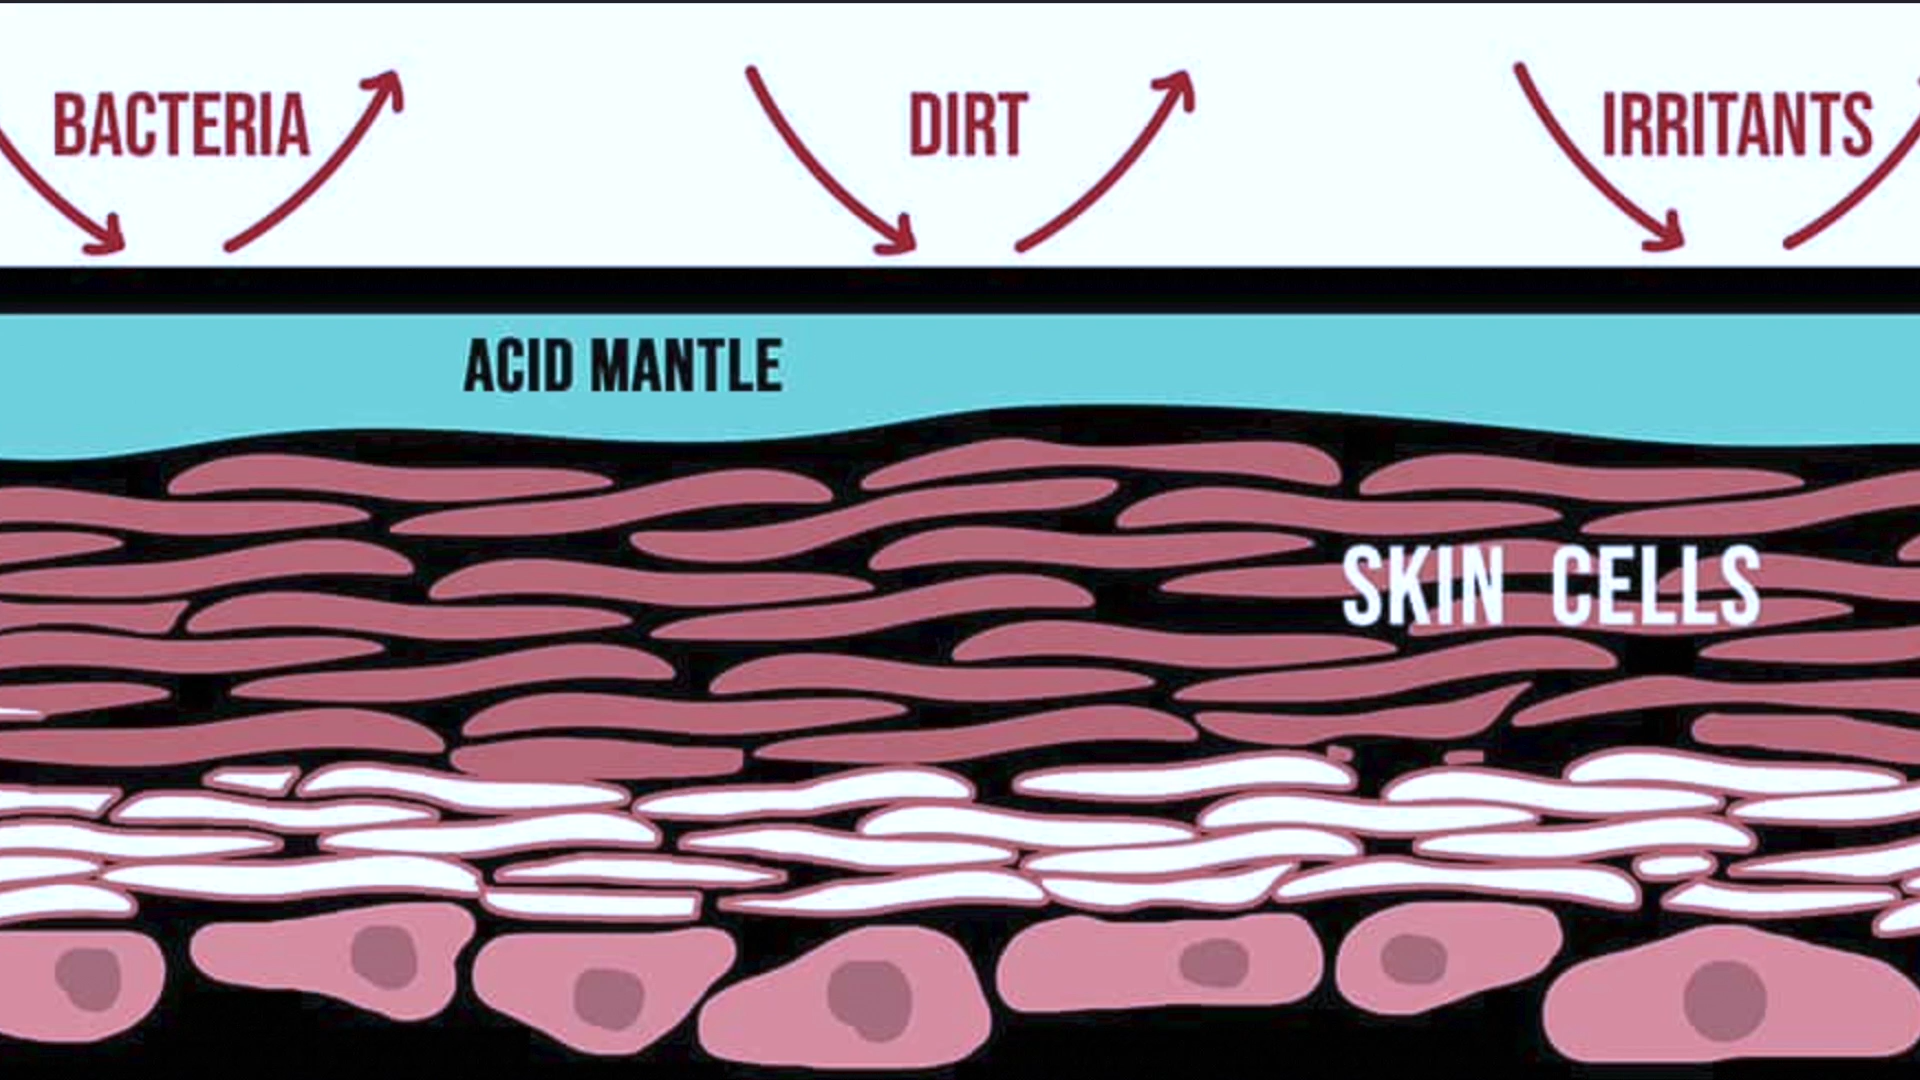 BACTERIA
DIRT
IRRITANTS
ACID MANTLE
SKIN CELLS